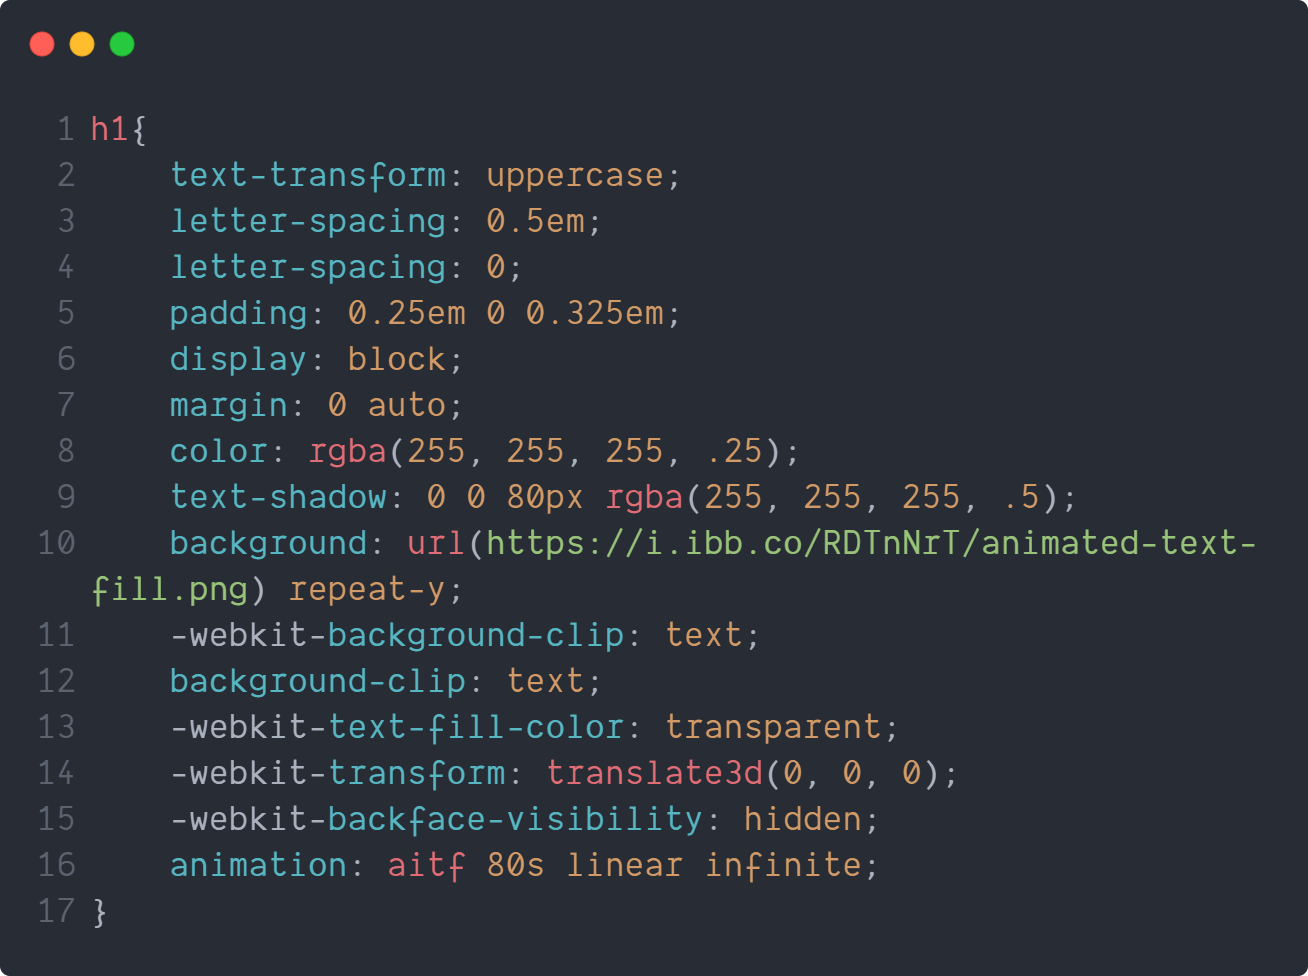 1 h1{
2     text-transform: uppercase;
3     letter-spacing: 0.5em;
4     letter-spacing: 0;
5     padding: 0.25em 0 0.325em;
6     display: block;
7     margin: 0 auto;
8     color: rgba(255, 255, 255, .25);
9     text-shadow: 0 0 80px rgba(255, 255, 255, .5);
10     background: url(https://i.ibb.co/RDTnNrT/animated-text-
fill.png) repeat-y;
11     -webkit-background-clip: text;
12     background-clip: text;
13     -webkit-text-fill-color: transparent;
14     -webkit-transform: translate3d(0, 0, 0);
15     -webkit-backface-visibility: hidden;
16     animation: aitf 80s linear infinite;
17 }